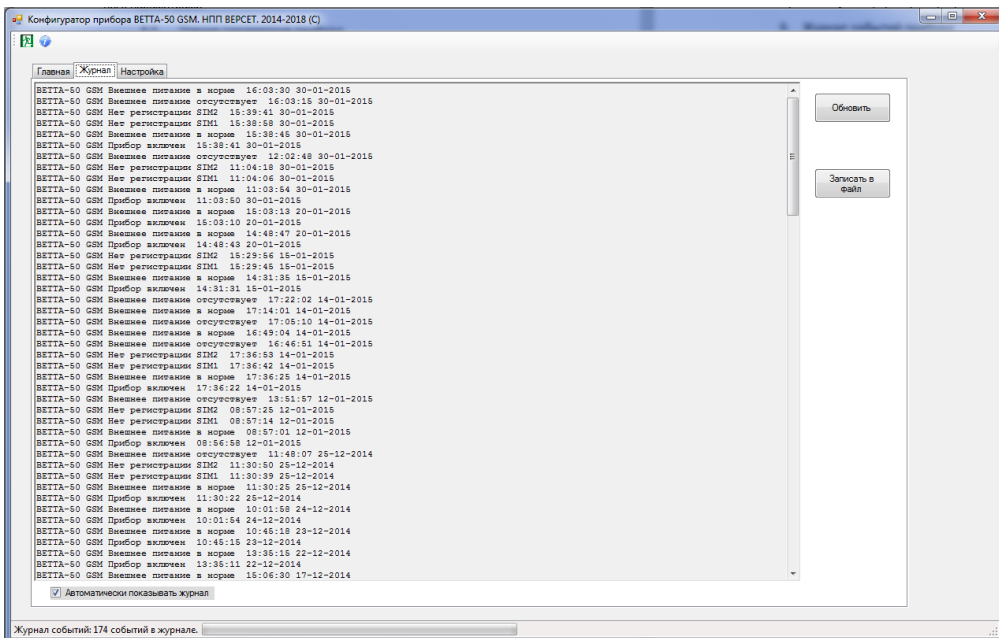 Конфигуратор прибора ВЕТТА-50 GSM. НПП ВЕРСЕТ. 2014-2018 (С)
Главная Журнал Настройка
ВЕТТА-50 GSM Внешнее питание в норме 16:03:30 30-01-2015
ВЕТТА-50 GSM Внешнее питание отсутствует 16:03:15 30-01-2015
ВЕТТА-50 GSM Нет регистрации SIM2 15:39:41 30-01-2015
ВЕТТА-50 GSM Нет регистрации SIM1 15:38:58 30-01-2015
ВЕТТА-50 GSM Внешнее питание в норме 15:38:45 30-01-2015
ВЕТТА-50 GSM Прибор включен 15:38:41 30-01-2015
ВЕТТА-50 GSM Внешнее питание отсутствует 12:02:48 30-01-2015
ВЕТТА-50 GSM Нет регистрации SIM2 11:04:18 30-01-2015
ВЕТТА-50 GSM Нет регистрации SIM1 11:04:06 30-01-2015
ВЕТТА-50 GSM Внешнее питание в норме 11:03:54 30-01-2015
ВЕТТА-50 GSM Прибор включен 11:03:50 30-01-2015
ВЕТТА-50 GSM Внешнее питание в норме 15:03:13 20-01-2015
ВЕТТА-50 GSM Прибор включен 15:03:10 20-01-2015
ВЕТТА-50 GSM Внешнее питание в норме 14:48:47 20-01-2015
ВЕТТА-50 GSM Прибор включен 14:48:43 20-01-2015
ВЕТТА-50 GSM Нет регистрации SIM2 15:29:56 15-01-2015
ВЕТТА-50 GSM Нет регистрации SIM1 15:29:45 15-01-2015
ВЕТТА-50 GSM Внешнее питание в норме 14:31:35 15-01-2015
ВЕТТА-50 GSM Прибор включен 14:31:31 15-01-2015
ВЕТТА-50 GSM Внешнее питание отсутствует 17:22:02 14-01-2015
ВЕТТА-50 GSM Внешнее питание в норме 17:14:01 14-01-2015
ВЕТТА-50 GSM Внешнее питание отсутствует 17:05:10 14-01-2015
ВЕТТА-50 GSM Внешнее питание в норме 16:49:04 14-01-2015
ВЕТТА-50 GSM Внешнее питание отсутствует 16:46:51 14-01-2015
ВЕТТА-50 GSM Нет регистрации SIM2 17:36:53 14-01-2015
ВЕТТА-50 GSM Нет регистрации SIM1 17:36:42 14-01-2015
ВЕТТА-50 GSM Внешнее питание в норме 17:36:25 14-01-2015
ВЕТТА-50 GSM Прибор включен 17:36:22 14-01-2015
ВЕТТА-50 GSM Внешнее питание отсутствует 13:51:57 12-01-2015
ВЕТТА-50 GSM Нет регистрации SIM2 08:57:25 12-01-2015
ВЕТТА-50 GSM Нет регистрации SIM1 08:57:14 12-01-2015
ВЕТТА-50 GSM Внешнее питание в норме 08:57:01 12-01-2015
ВЕТТА-50 GSM Прибор включен 08:56:58 12-01-2015
ВЕТТА-50 GSM Внешнее питание отсутствует 11:48:07 25-12-2014
ВЕТТА-50 GSM Нет регистрации SIM2 11:30:50 25-12-2014
ВЕТТА-50 GSM Нет регистрации SIM1 11:30:39 25-12-2014
ВЕТТА-50 GSM Внешнее питание в норме 11:30:25 25-12-2014
ВЕТТА-50 GSM Прибор включен 11:30:22 25-12-2014
ВЕТТА-50 GSM Внешнее питание в норме 10:01:58 24-12-2014
ВЕТТА-50 GSM Прибор включен 10:01:54 24-12-2014
ВЕТТА-50 GSM Внешнее питание в норме 10:45:18 23-12-2014
ВЕТТА-50 GSM Прибор включен 10:45:15 23-12-2014
ВЕТТА-50 GSM Внешнее питание в норме 13:35:15 22-12-2014
ВЕТТА-50 GSM Прибор включен 13:35:11 22-12-2014
ВЕТТА-50 GSM Внешнее питание в норме 15:06:30 17-12-2014
Обновить
Записать в
файл
Автоматически показывать журнал
Журнал событий: 174 событий в журнале.